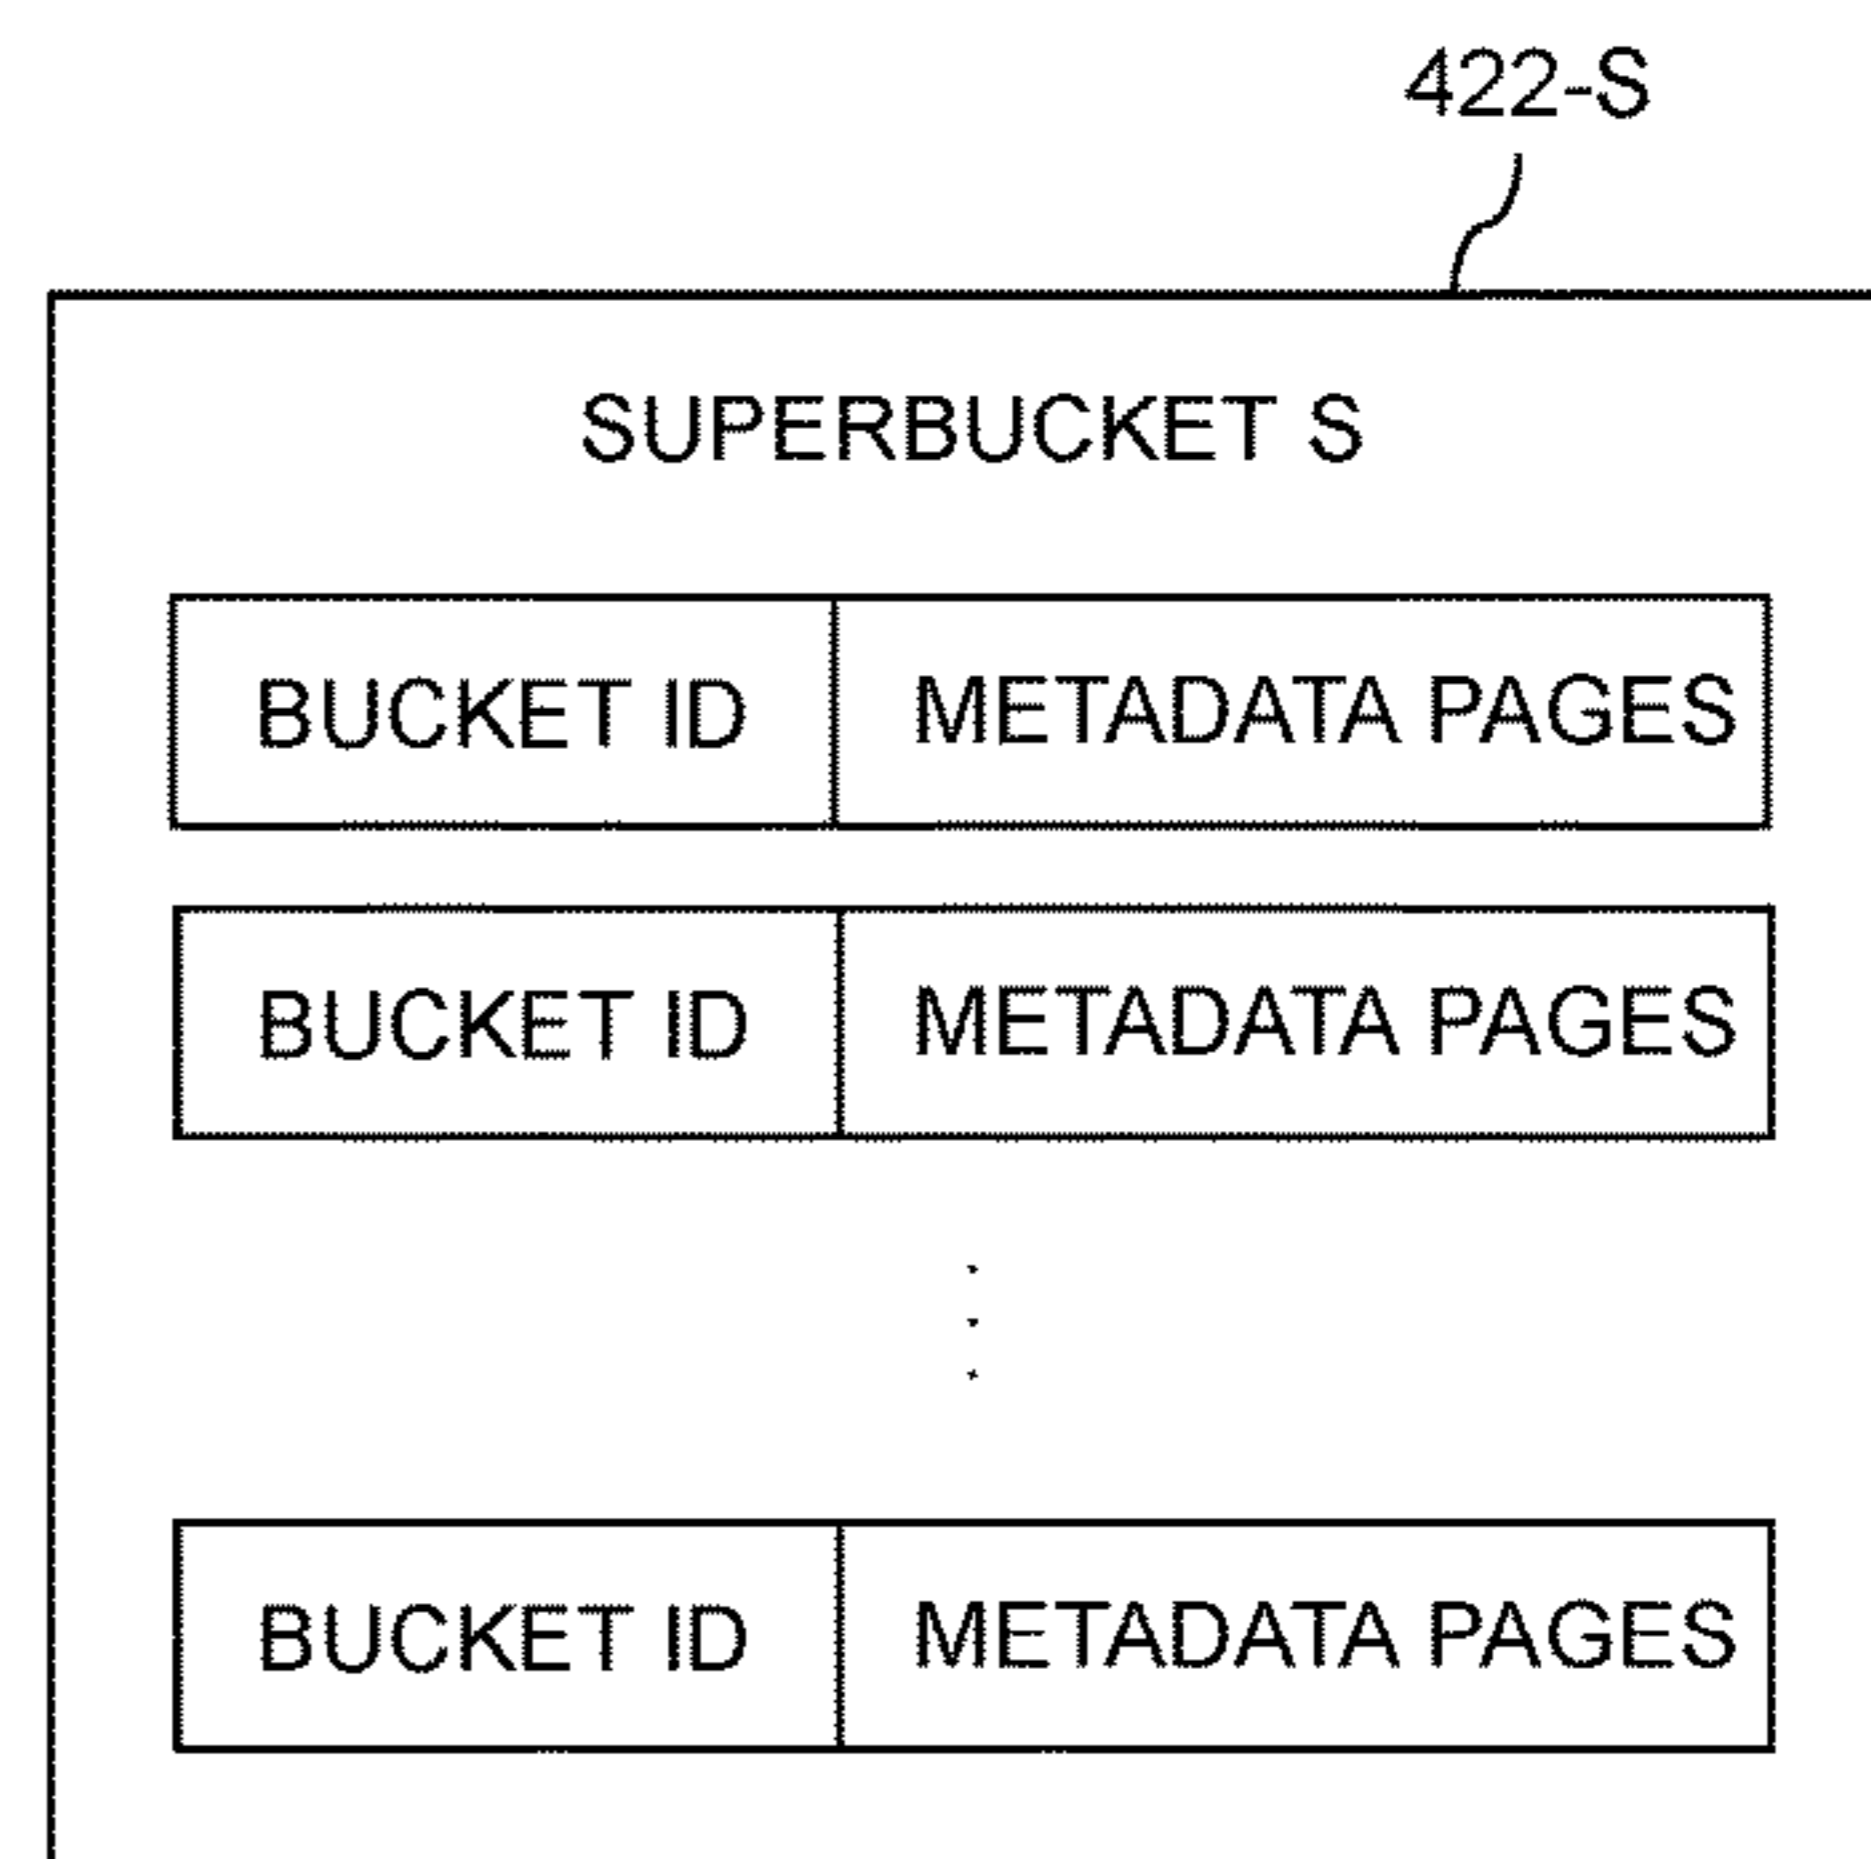 422-S
SUPERBUCKET S
BUCKET ID METADATA PAGES
BUCKET ID METADATA PAGES
BUCKET ID METADATA PAGES